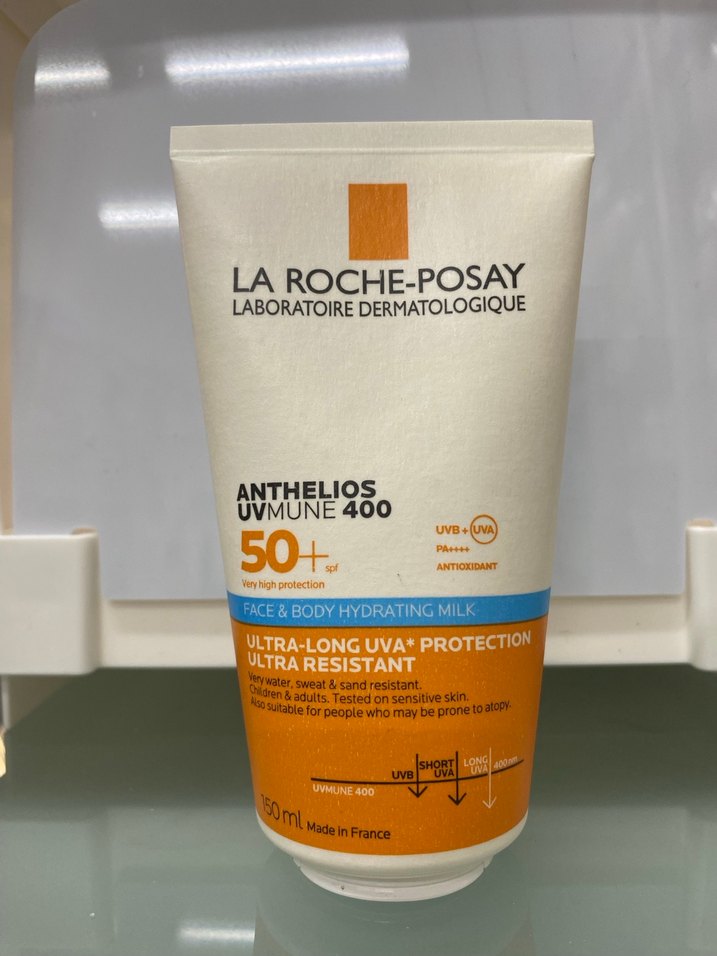 LA ROCHE-POSAY
LABORATOIRE DERMATOLOGIQUE
ANTHELIOS
UVMUNE 400
50+ spf
Very high protection
UVB + UVA
PA++++
ANTIOXIDANT
FACE & BODY HYDRATING MILK
ULTRA-LONG UVA* PROTECTION
ULTRA RESISTANT
Very water, sweat & sand resistant.
Children & adults. Tested on sensitive skin.
Also suitable for people who may be prone to atopy.
UVB
SHORT
UVA
LONG
UVA
400nm
UVMUNE 400
150 ml Made in France